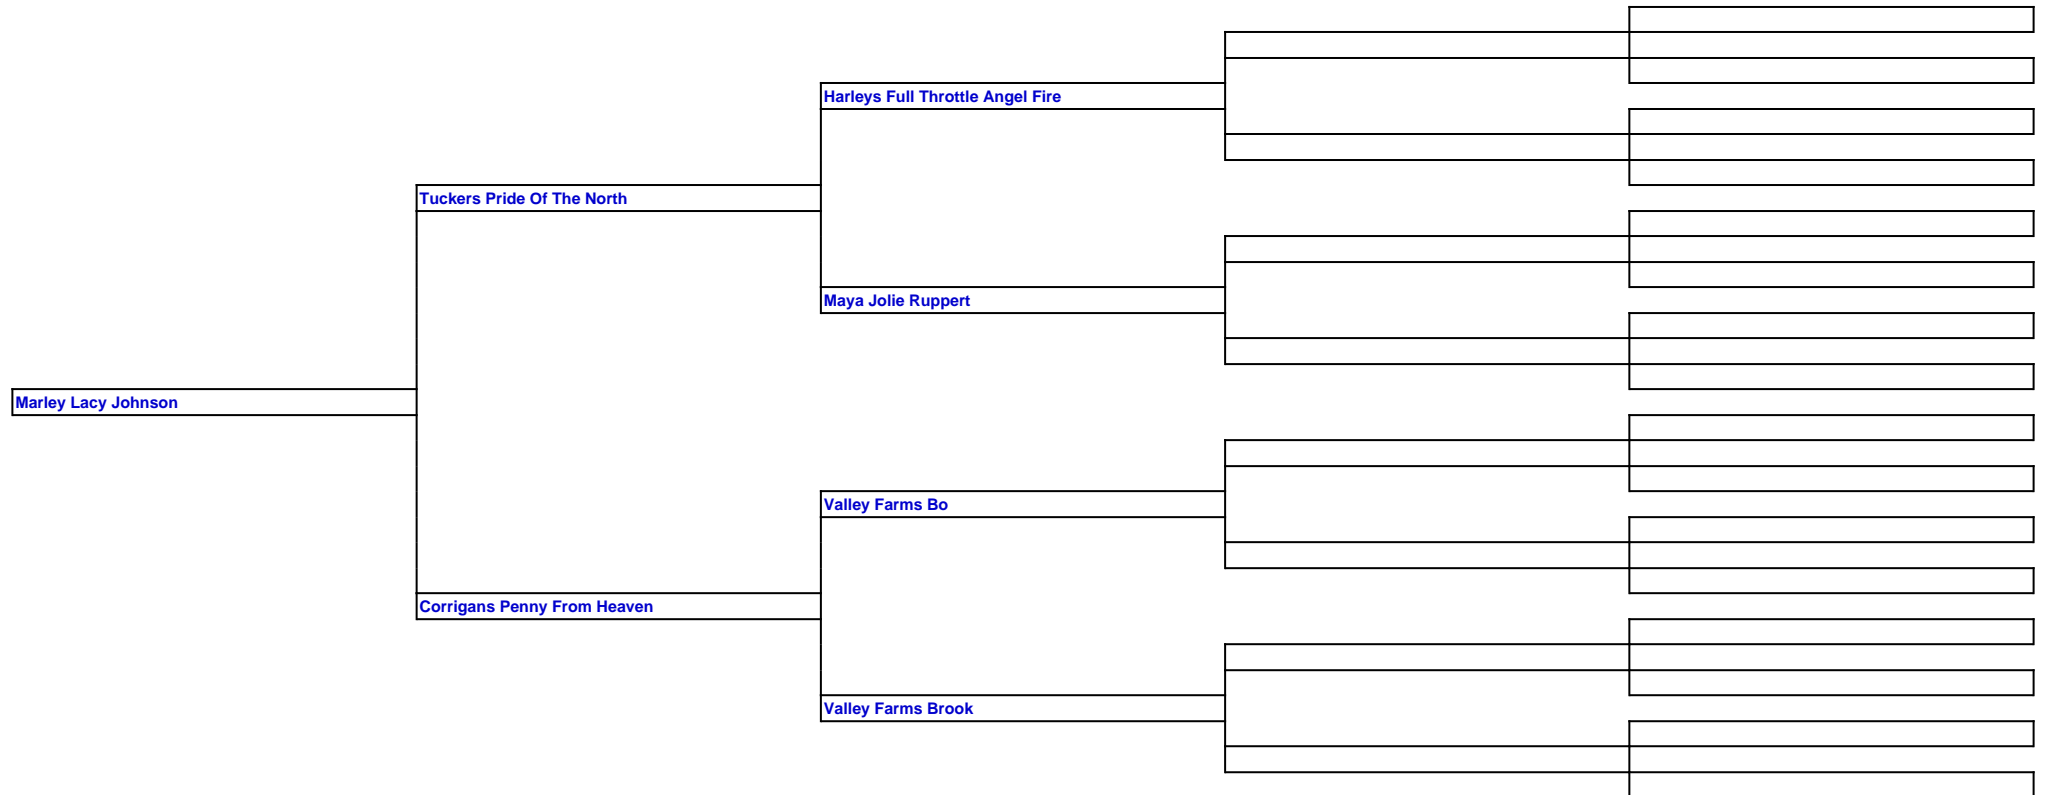 Harleys Full Throttle Angel Fire
Tuckers Pride Of The North
Maya Jolie Ruppert
Marley Lacy Johnson
Valley Farms Bo
Corrigans Penny From Heaven
Valley Farms Brook